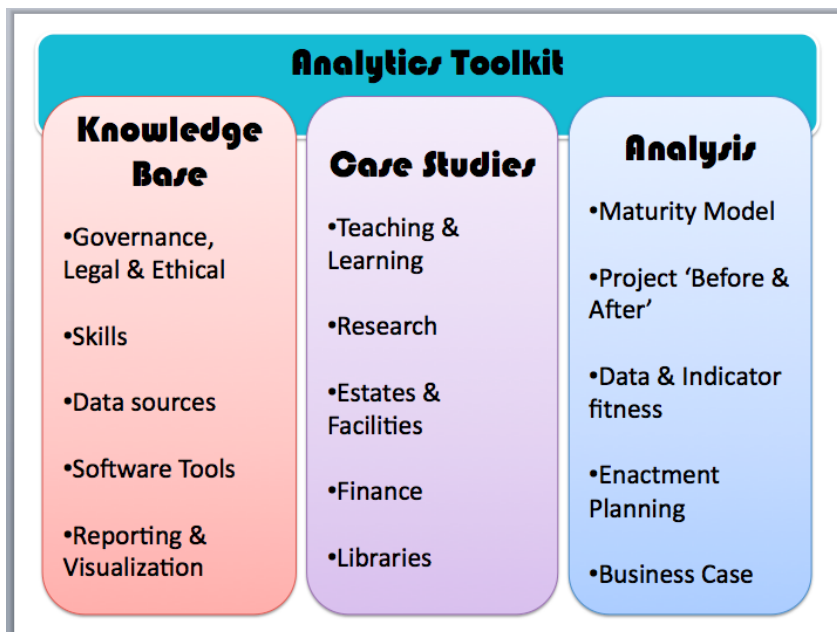 Analytics Toolkit
Knowledge
Base
•Governance,
Legal & Ethical
•Skills
•Data sources
•Software Tools
•Reporting &
Visualization
Case Studies
•Teaching &
Learning
•Research
•Estates &
Facilities
•Finance
•Libraries
Analysis
•Maturity Model
•Project ‘Before &
After’
•Data & Indicator
fitness
•Enactment
Planning
•Business Case